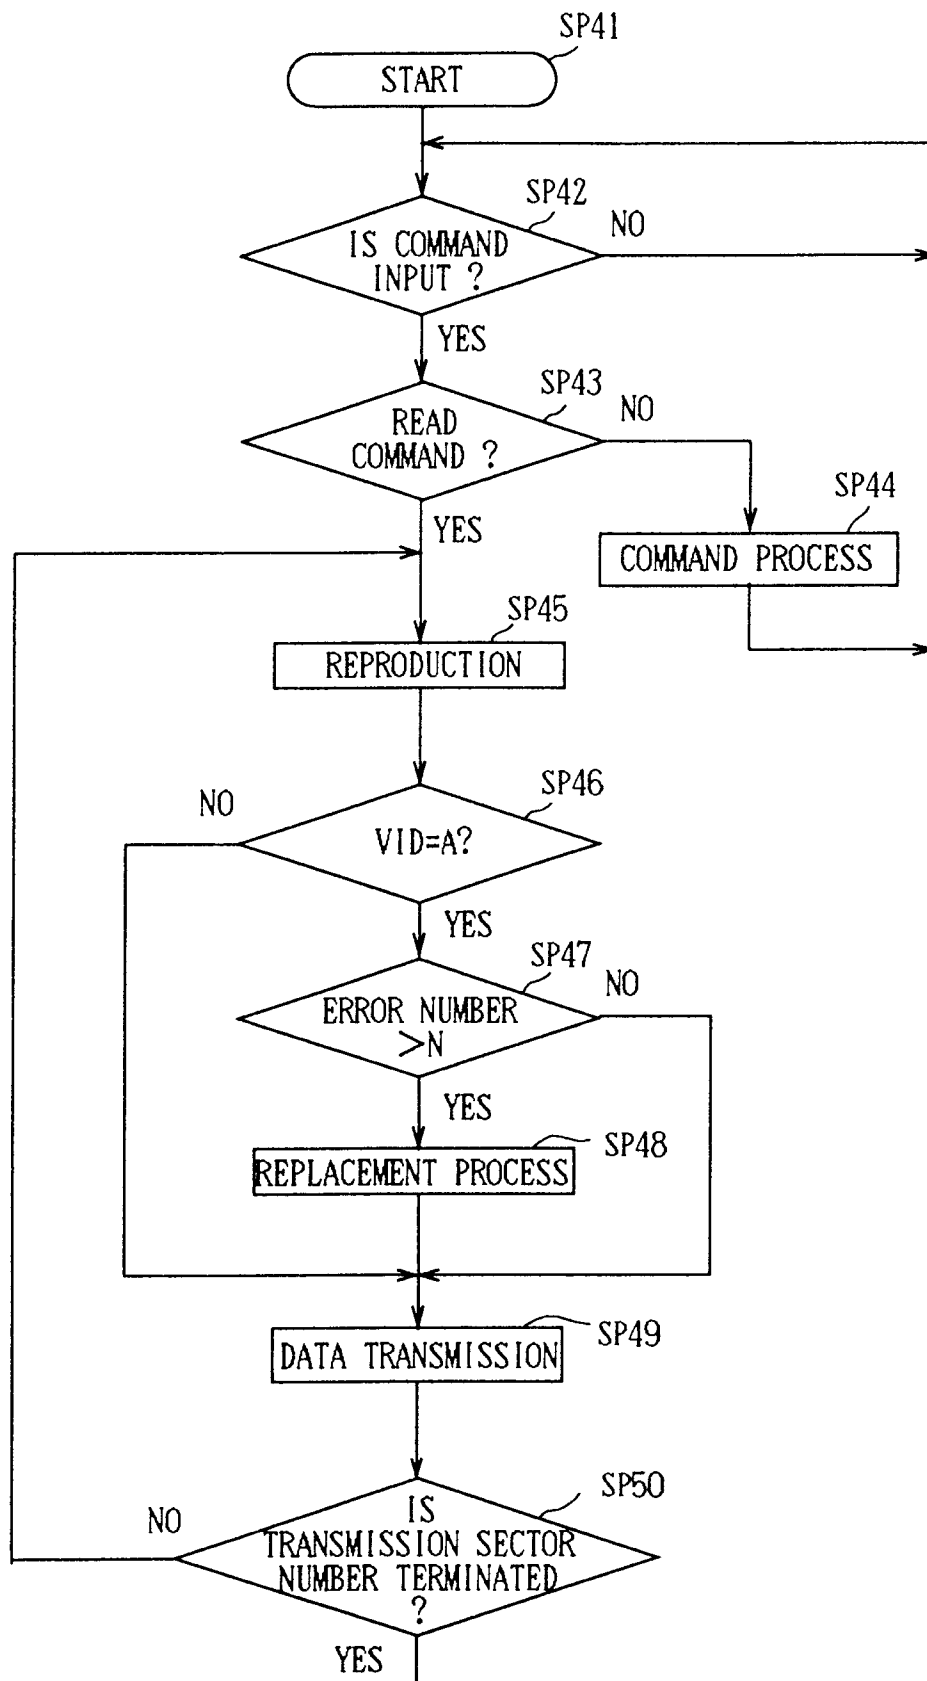 SP41
START
SP42
IS COMMAND
INPUT ?
NO
YES
SP43
READ
COMMAND ?
NO
YES
SP44
COMMAND PROCESS
SP45
REPRODUCTION
SP46
NO
VID=A?
YES
SP47
ERROR NUMBER
>N
NO
YES
SP48
REPLACEMENT PROCESS
SP49
DATA TRANSMISSION
SP50
NO
IS
TRANSMISSION SECTOR
NUMBER TERMINATED
?
YES